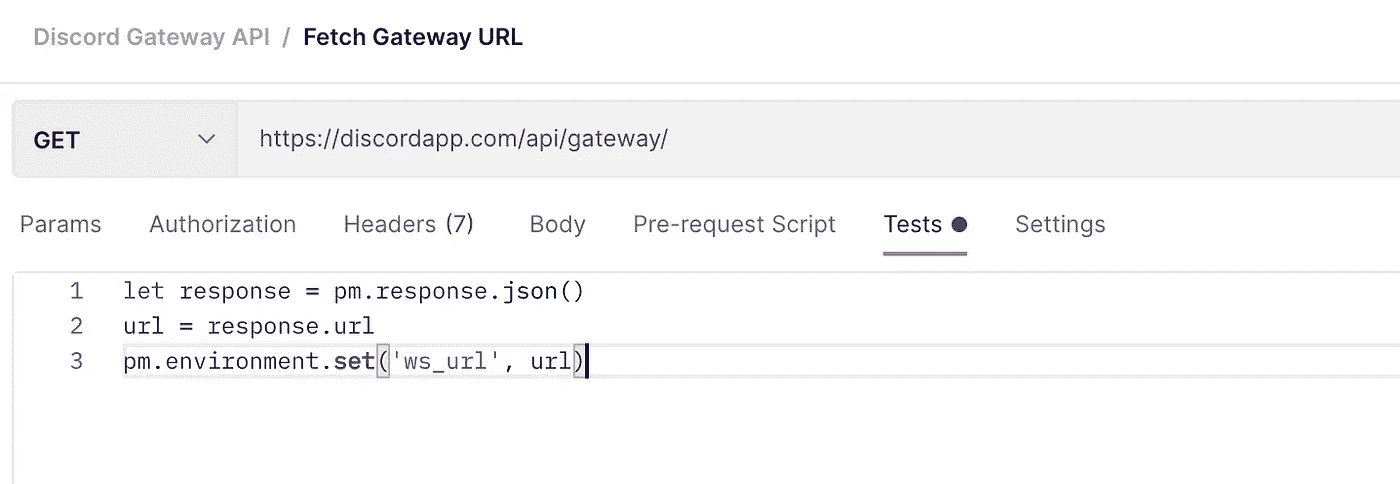 Discord Gateway API / Fetch Gateway URL
GET https://discordapp.com/api/gateway/
Params Authorization Headers (7) Body Pre-request Script Tests Settings
1 let response = pm.response.json()
2 url = response.url
3 pm.environment.set('ws_url', url)